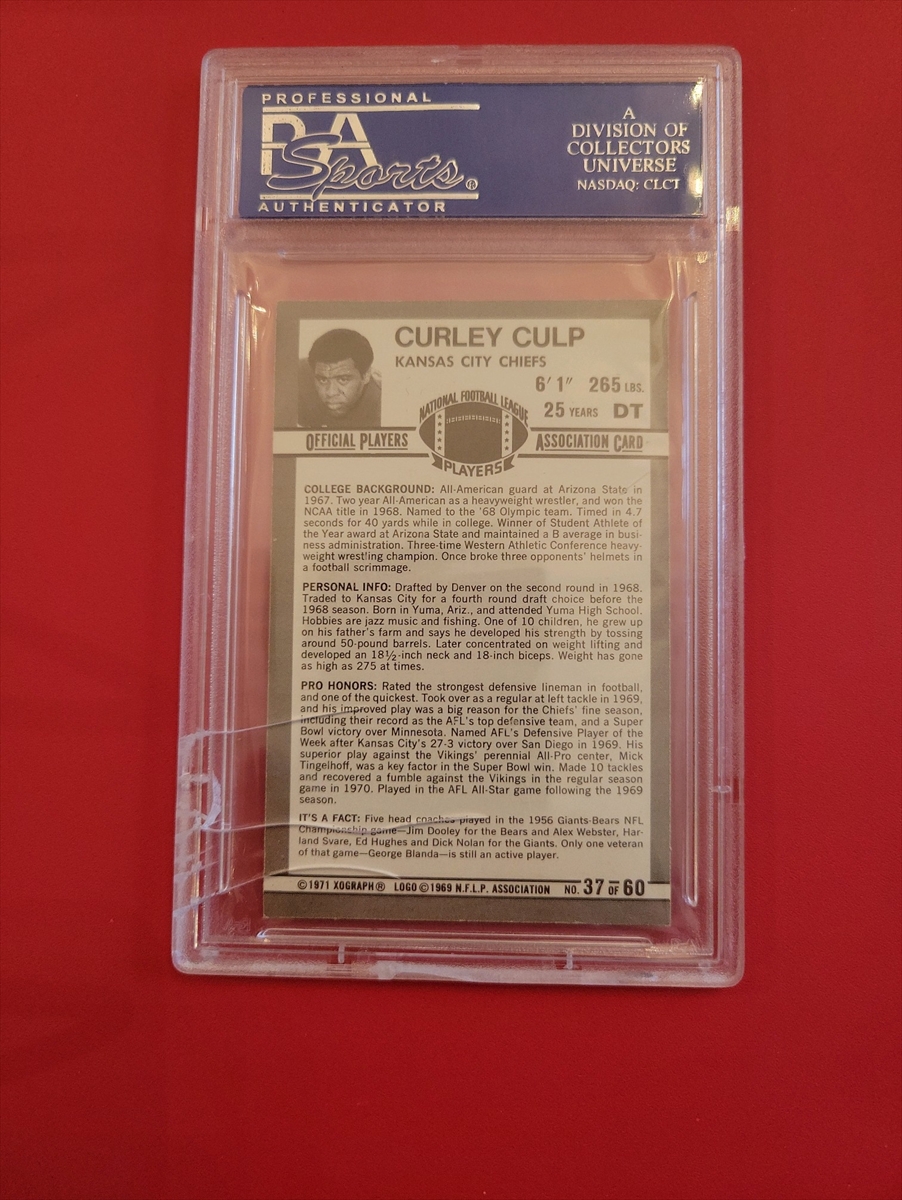 PROFESSIONAL
PSA
Sports®
AUTHENTICATOR
A
DIVISION OF
COLLECTORS
UNIVERSE
NASDAQ: CLCT
CURLEY CULP
KANSAS CITY CHIEFS
6' 1" 265 LBS.
25 YEARS DT
NATIONAL FOOTBALL LEAGUE
OFFICIAL PLAYERS ASSOCIATION CARD
PLAYERS
COLLEGE BACKGROUND: All-American guard at Arizona State in
1967. Two year All-American as a heavyweight wrestler, and won the
NCAA title in 1968. Named to the '68 Olympic team. Timed in 4.7
seconds for 40 yards while in college. Winner of Student Athlete of
the Year award at Arizona State and maintained a B average in busi-
ness administration. Three-time Western Athletic Conference heavy-
weight wrestling champion. Once broke three opponents' helmets in
a football scrimmage.
PERSONAL INFO: Drafted by Denver on the second round in 1968.
Traded to Kansas City for a fourth round draft choice before the
1968 season. Born in Yuma, Ariz., and attended Yuma High School.
Hobbies are jazz music and fishing. One of 10 children, he grew up
on his father's farm and says he developed his strength by tossing
around 50-pound barrels. Later concentrated on weight lifting and
developed an 18½-inch neck and 18-inch biceps. Weight has gone
as high as 275 at times.
PRO HONORS: Rated the strongest defensive lineman in football,
and one of the quickest. Took over as a regular at left tackle in 1969,
and his improved play was a big reason for the Chiefs' fine season,
including their record as the AFL's top defensive team, and a Super
Bowl victory over Minnesota. Named AFL's Defensive Player of the
Week after Kansas City's 27-3 victory over San Diego in 1969. His
superior play against the Vikings' perennial All-Pro center, Mick
Tingelhoff, was a key factor in the Super Bowl win. Made 10 tackles
and recovered a fumble against the Vikings in the regular season
game in 1970. Played in the AFL All-Star game following the 1969
season.
IT'S A FACT: Five head coaches played in the 1956 Giants-Bears NFL
Championship game—Jim Dooley for the Bears and Alex Webster, Har-
land Svare, Ed Hughes and Dick Nolan for the Giants. Only one veteran
of that game—George Blanda—is still an active player.
©1971 XOGRAPH® LOGO ©1969 N.F.L.P. ASSOCIATION NO. 37 OF 60